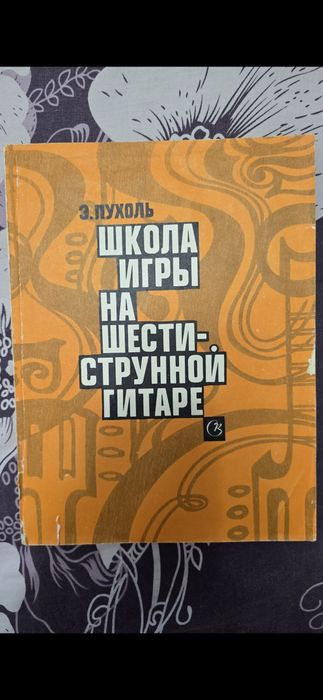 Э. ПУХОЛЬ
ШКОЛА
ИГРЫ
НА
ШЕСТИ-
СТРУННОЙ
ГИТАРЕ